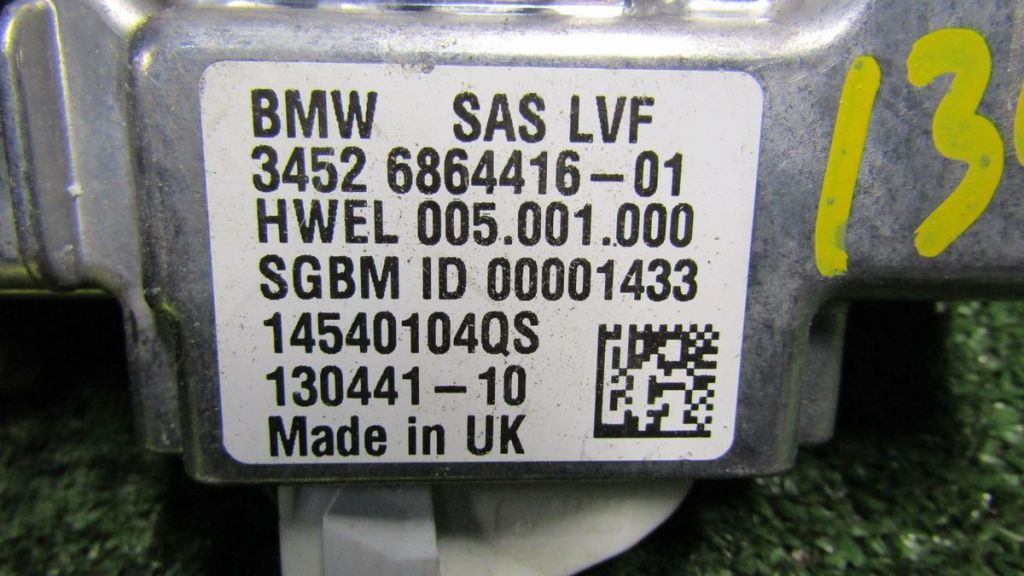 BMW SAS LVF
3452 6864416-01
HWEL 005.001.000
SGBM ID 00001433
14540104QS
130441-10
Made in UK
13